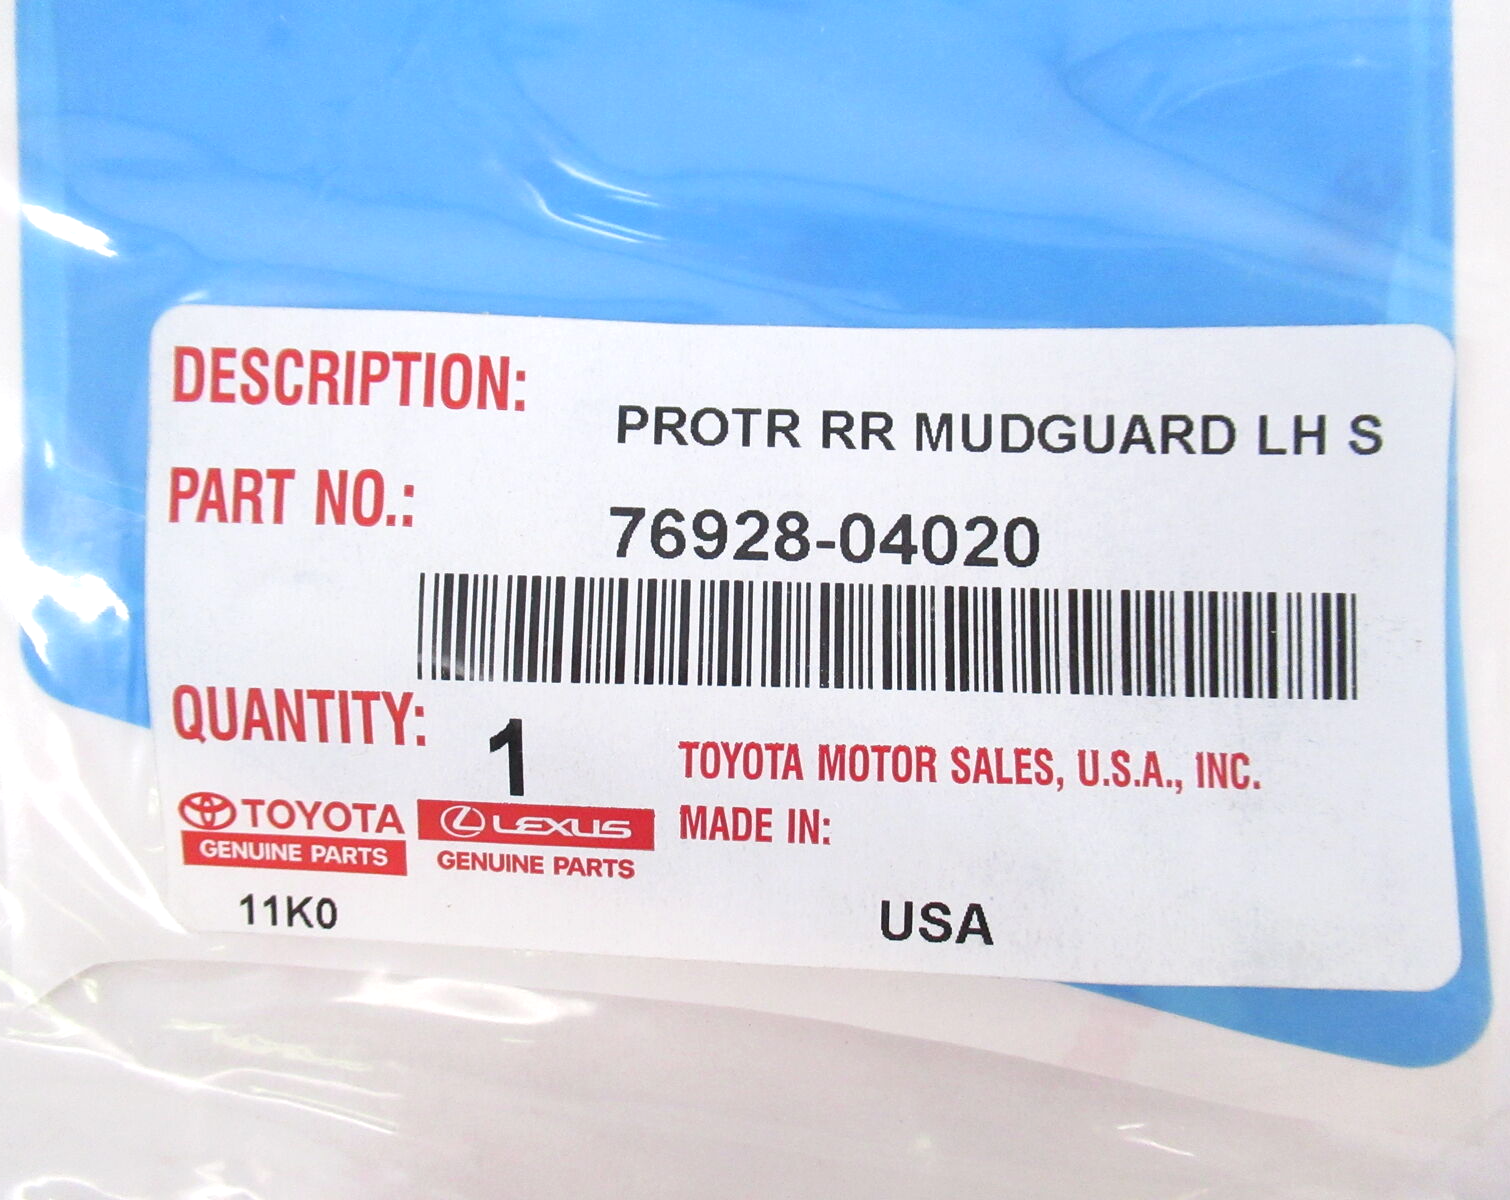 DESCRIPTION:
PROTR RR MUDGUARD LH S
PART NO.:
76928-04020
QUANTITY:
1
TOYOTA MOTOR SALES, U.S.A., INC.
TOYOTA
GENUINE PARTS
LEXUS
GENUINE PARTS
MADE IN:
11K0
USA